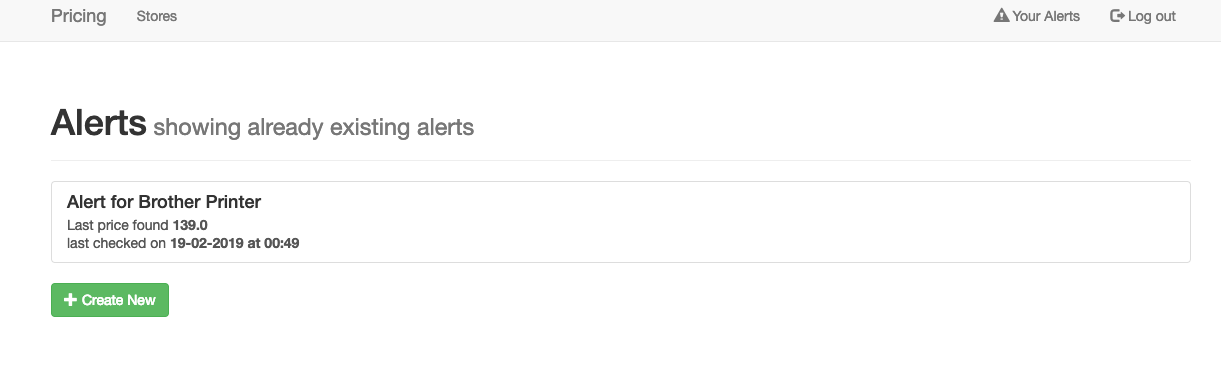 Pricing Stores Your Alerts Log out
Alerts showing already existing alerts
Alert for Brother Printer
Last price found 139.0
last checked on 19-02-2019 at 00:49
Create New